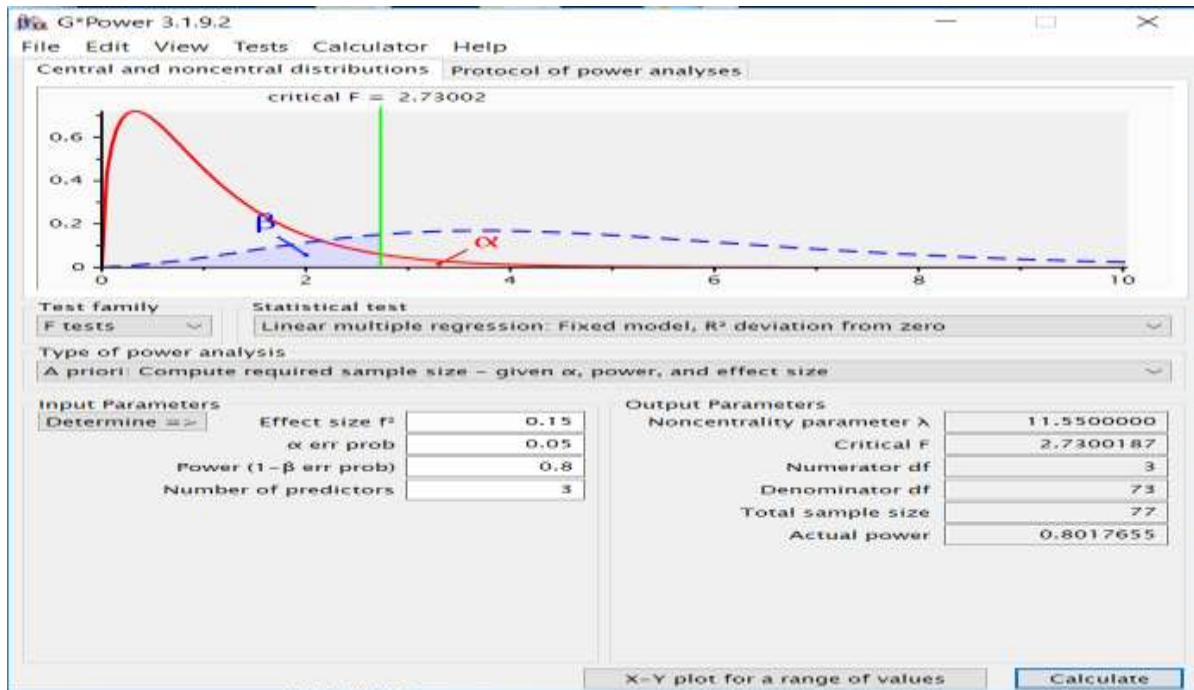 G*Power 3.1.9.2
File Edit View Tests Calculator Help
Central and noncentral distributions Protocol of power analyses
critical F = 2.73002
0.6
0.4
0.2
0
β
α
0 2 4 6 8 10
Test family Statistical test
F tests Linear multiple regression: Fixed model, R² deviation from zero
Type of power analysis
A priori: Compute required sample size – given α, power, and effect size
Input Parameters Output Parameters
Determine => Effect size f² 0.15 Noncentrality parameter λ 11.5500000
α err prob 0.05 Critical F 2.7300187
Power (1-β err prob) 0.8 Numerator df 3
Number of predictors 3 Denominator df 73
Total sample size 77
Actual power 0.8017655
X-Y plot for a range of values Calculate